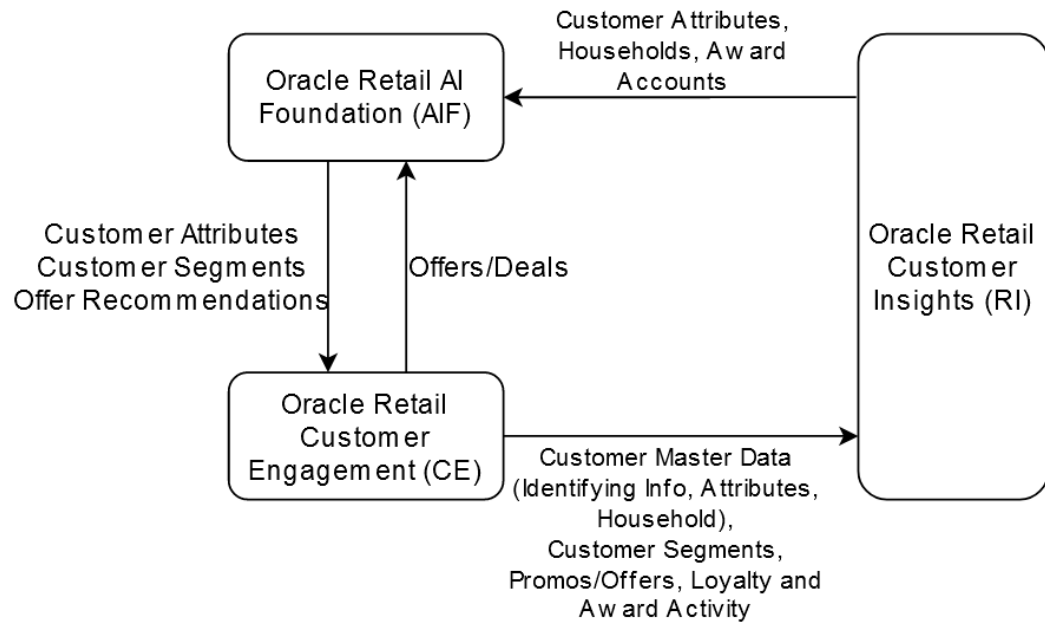 Customer Attributes,
Households, Award
Accounts
Oracle Retail AI
Foundation (AIF)
Customer Attributes
Customer Segments
Offer Recommendations
Offers/Deals
Oracle Retail
Customer
Insights (RI)
Oracle Retail
Customer
Engagement (CE)
Customer Master Data
(Identifying Info, Attributes,
Household),
Customer Segments,
Promos/Offers, Loyalty and
Award Activity